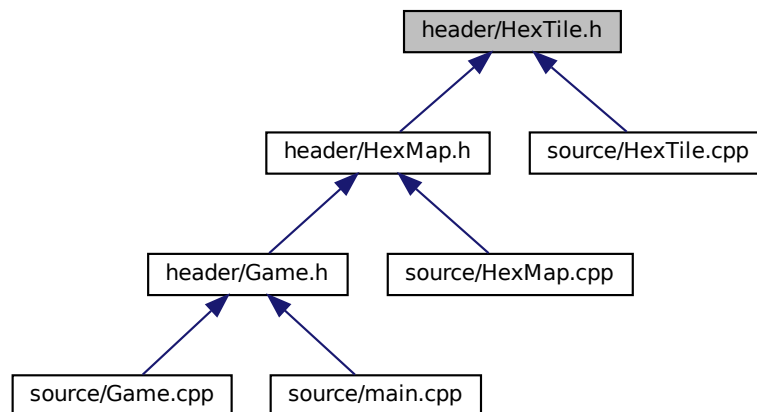 header/HexTile.h
header/HexMap.h
source/HexTile.cpp
header/Game.h
source/HexMap.cpp
source/Game.cpp
source/main.cpp